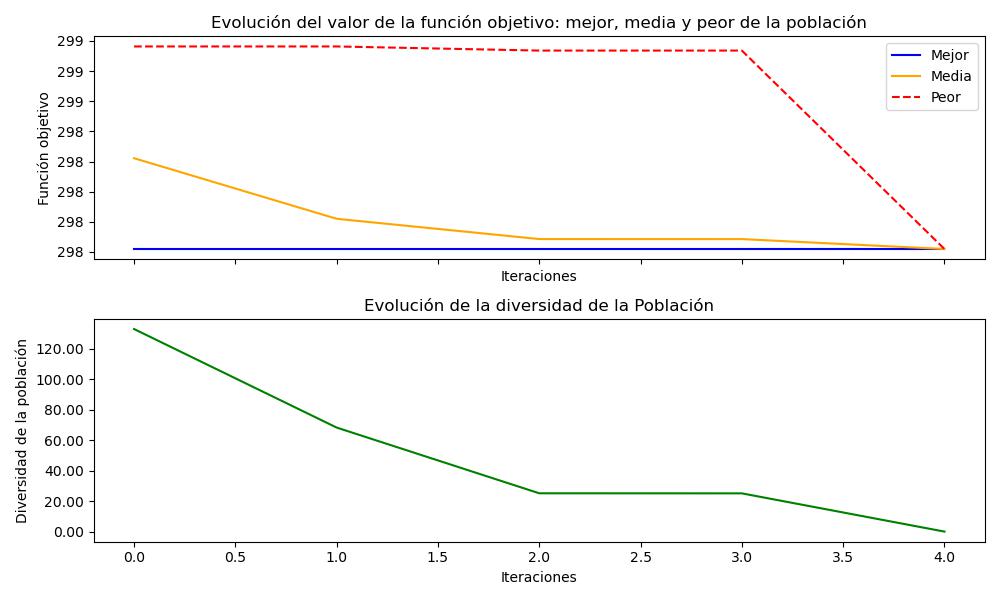 Evolución del valor de la función objetivo: mejor, media y peor de la población
Función objetivo
299
299
299
298
298
298
298
298
Mejor
Media
Peor
Iteraciones
Evolución de la diversidad de la Población
Diversidad de la población
120.00
100.00
80.00
60.00
40.00
20.00
0.00
0.0 0.5 1.0 1.5 2.0 2.5 3.0 3.5 4.0
Iteraciones